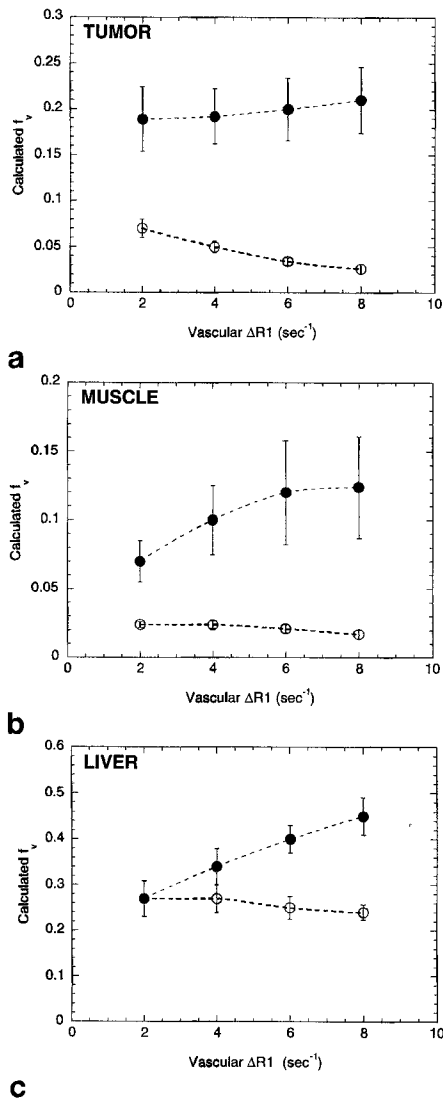 0.3
TUMOR
0.25
0.2
0.15
0.1
0.05
0
Calculated fᵥ
0 2 4 6 8 10
Vascular ΔR1 (sec⁻¹)
a
0.2
MUSCLE
0.15
0.1
0.05
0
Calculated fᵥ
0 2 4 6 8 10
Vascular ΔR1 (sec⁻¹)
b
0.6
LIVER
0.5
0.4
0.3
0.2
0.1
0
Calculated fᵥ
0 2 4 6 8 10
Vascular ΔR1 (sec⁻¹)
c